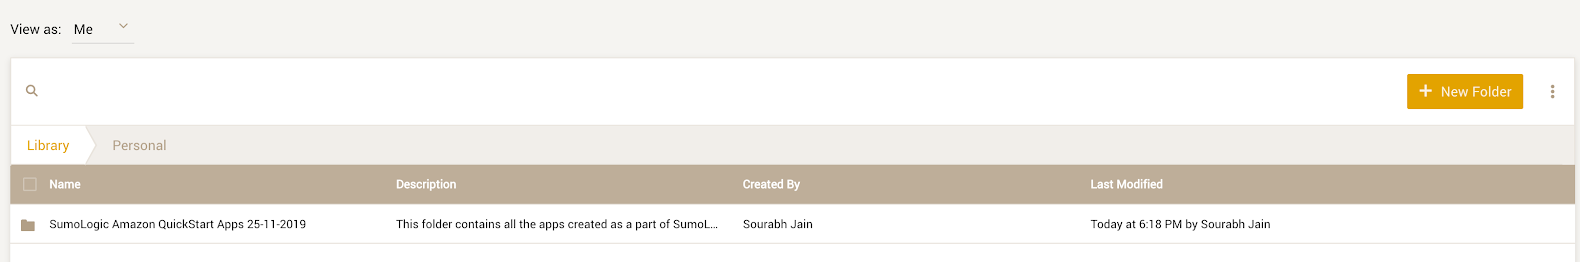 View as: Me
+ New Folder
Library Personal
Name Description Created By Last Modified
SumoLogic Amazon QuickStart Apps 25-11-2019 This folder contains all the apps created as a part of SumoL... Sourabh Jain Today at 6:18 PM by Sourabh Jain